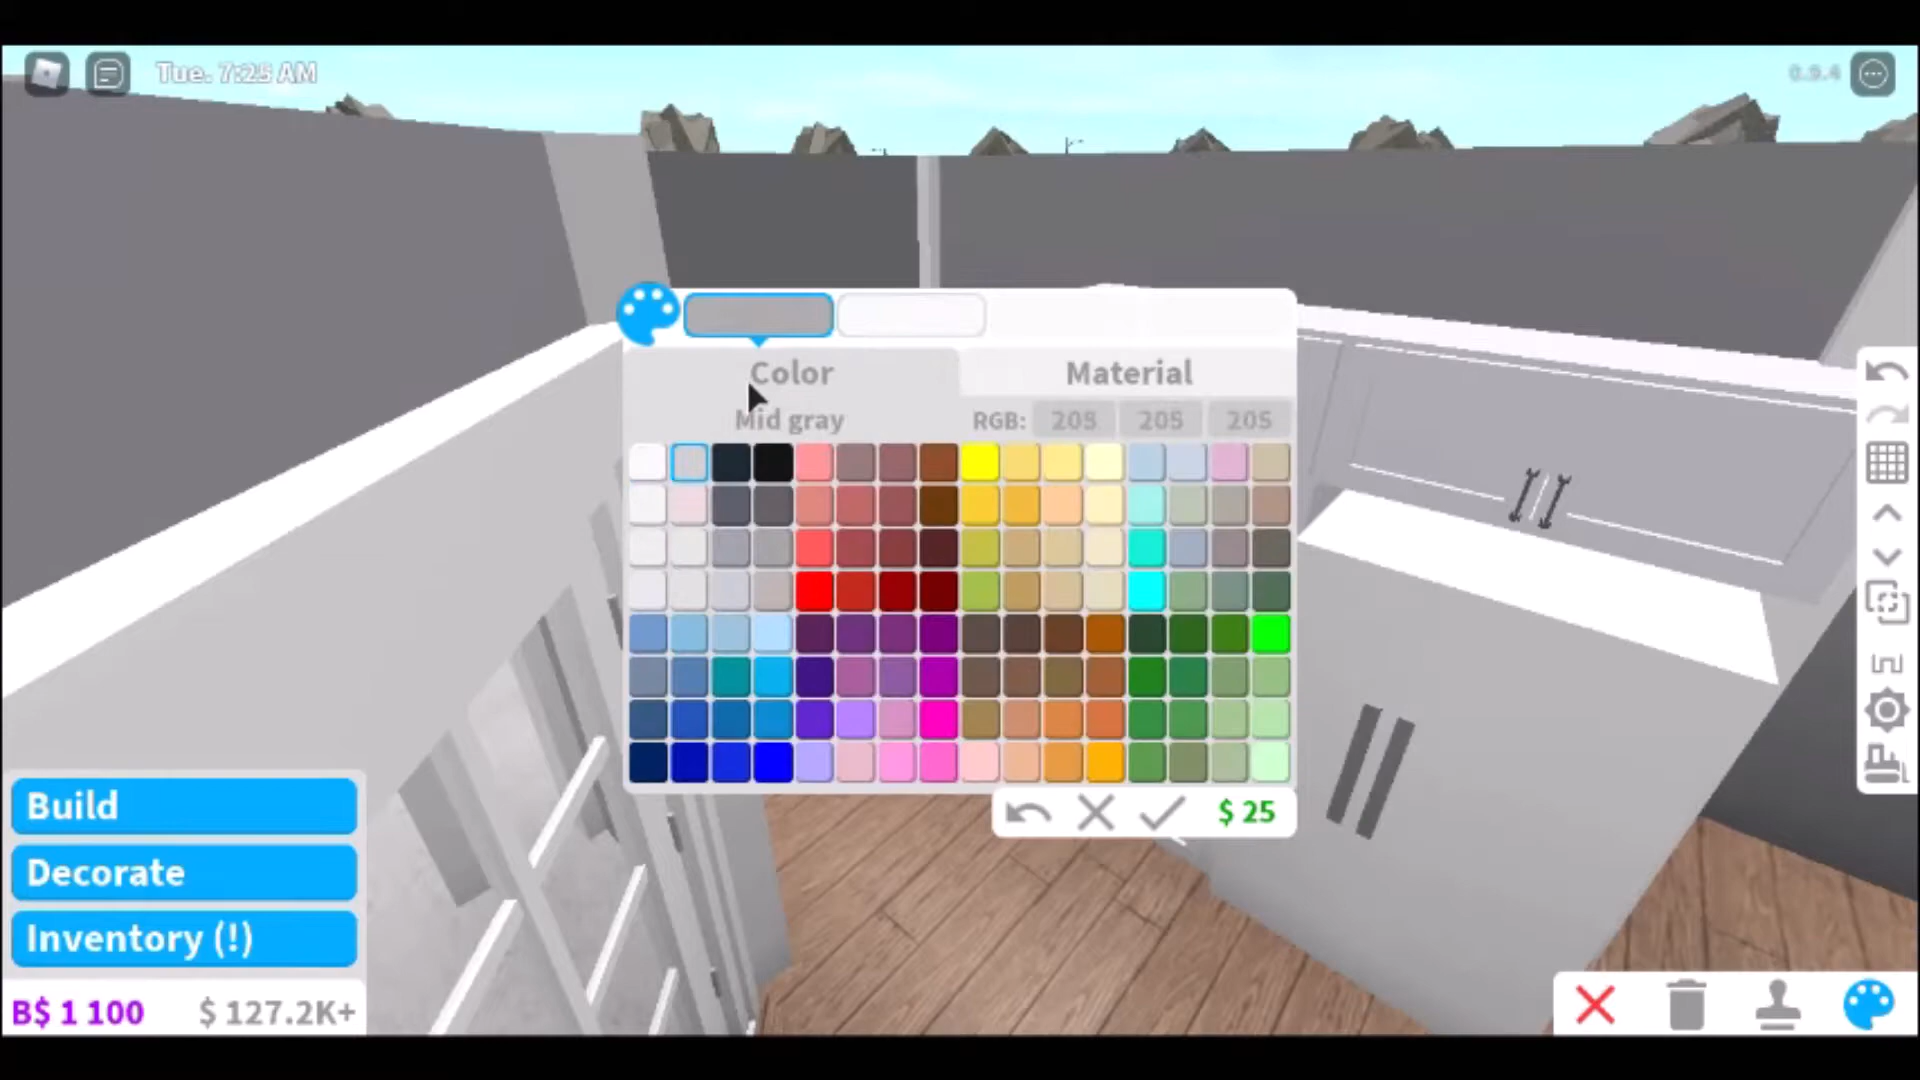 Tue. 7:25 AM
0.9.4
Color
Material
Mid gray
RGB: 205 205 205
$ 25
Build
Decorate
Inventory (!)
B$ 1 100
$ 127.2K+